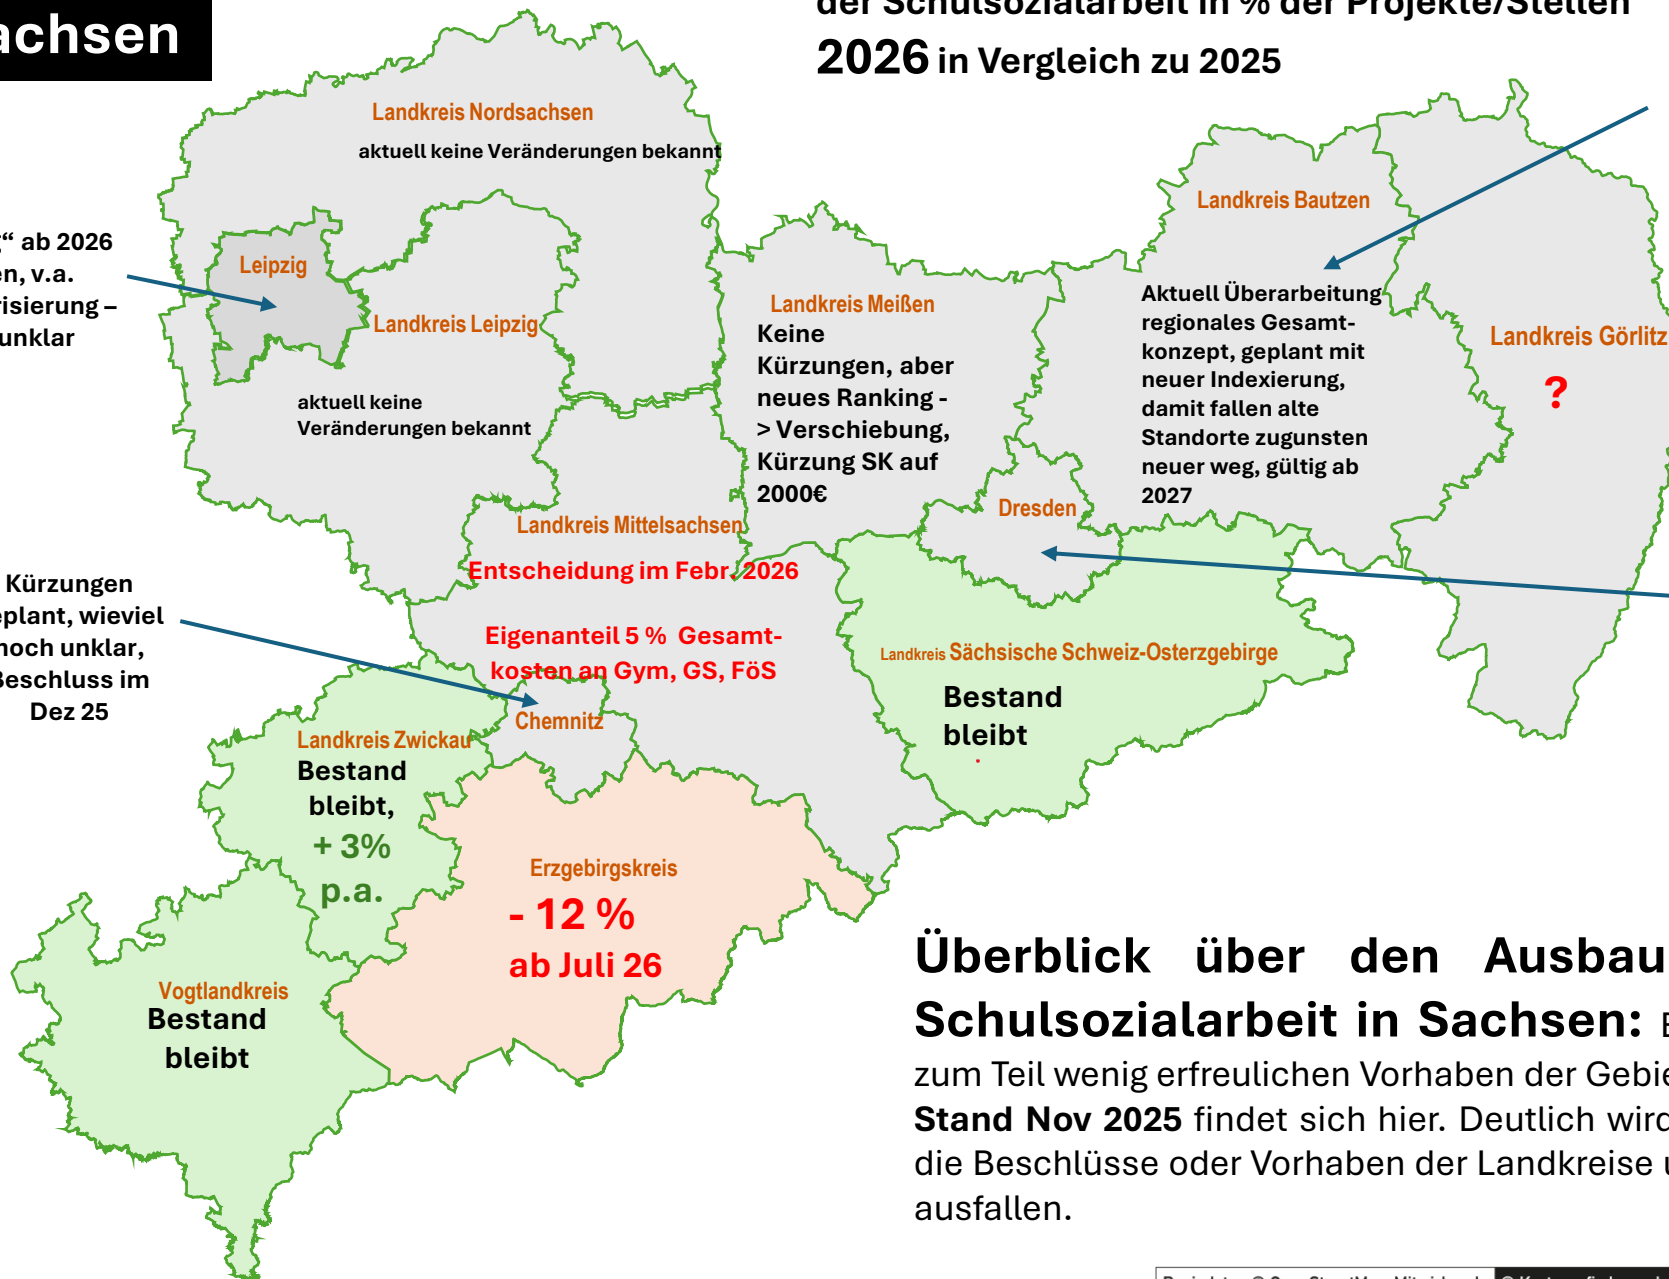 achsen
der Schulsozialarbeit in % der Projekte/Stellen
2026 in Vergleich zu 2025
Landkreis Nordsachsen
aktuell keine Veränderungen bekannt
“ ab 2026
en, v.a.
risierung –
unklar
Leipzig
Landkreis Leipzig
aktuell keine
Veränderungen bekannt
Landkreis Meißen
Keine
Kürzungen, aber
neues Ranking -
> Verschiebung,
Kürzung SK auf
2000€
Landkreis Bautzen
Aktuell Überarbeitung
regionales Gesamt-
konzept, geplant mit
neuer Indexierung,
damit fallen alte
Standorte zugunsten
neuer weg, gültig ab
2027
Landkreis Görlitz
?
Dresden
Landkreis Mittelsachsen
Entscheidung im Febr. 2026
Eigenanteil 5 % Gesamt-
kosten an Gym, GS, FöS
Kürzungen
eplant, wieviel
noch unklar,
Beschluss im
Dez 25
Chemnitz
Landkreis Sächsische Schweiz-Osterzgebirge
Bestand
bleibt
Landkreis Zwickau
Bestand
bleibt,
+ 3%
p.a.
Erzgebirgskreis
- 12 %
ab Juli 26
Vogtlandkreis
Bestand
bleibt
Überblick über den Ausbau
Schulsozialarbeit in Sachsen:
zum Teil wenig erfreulichen Vorhaben der Gebie
Stand Nov 2025 findet sich hier. Deutlich wird
die Beschlüsse oder Vorhaben der Landkreise u
ausfallen.